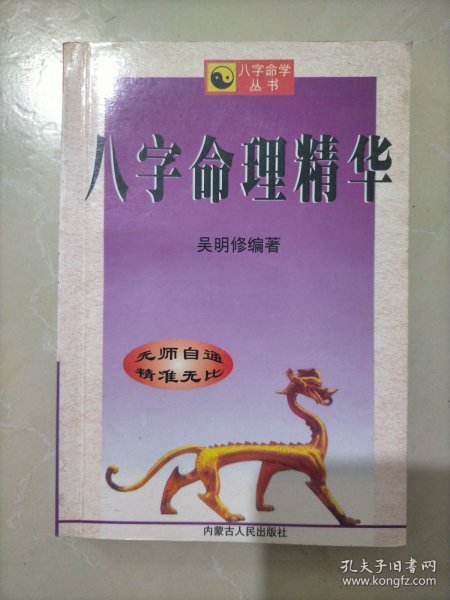 八字命学
丛书
八字命理精华
吴明修编著
无师自通
精准无比
内蒙古人民出版社
孔夫子旧书网
www.kongfz.com